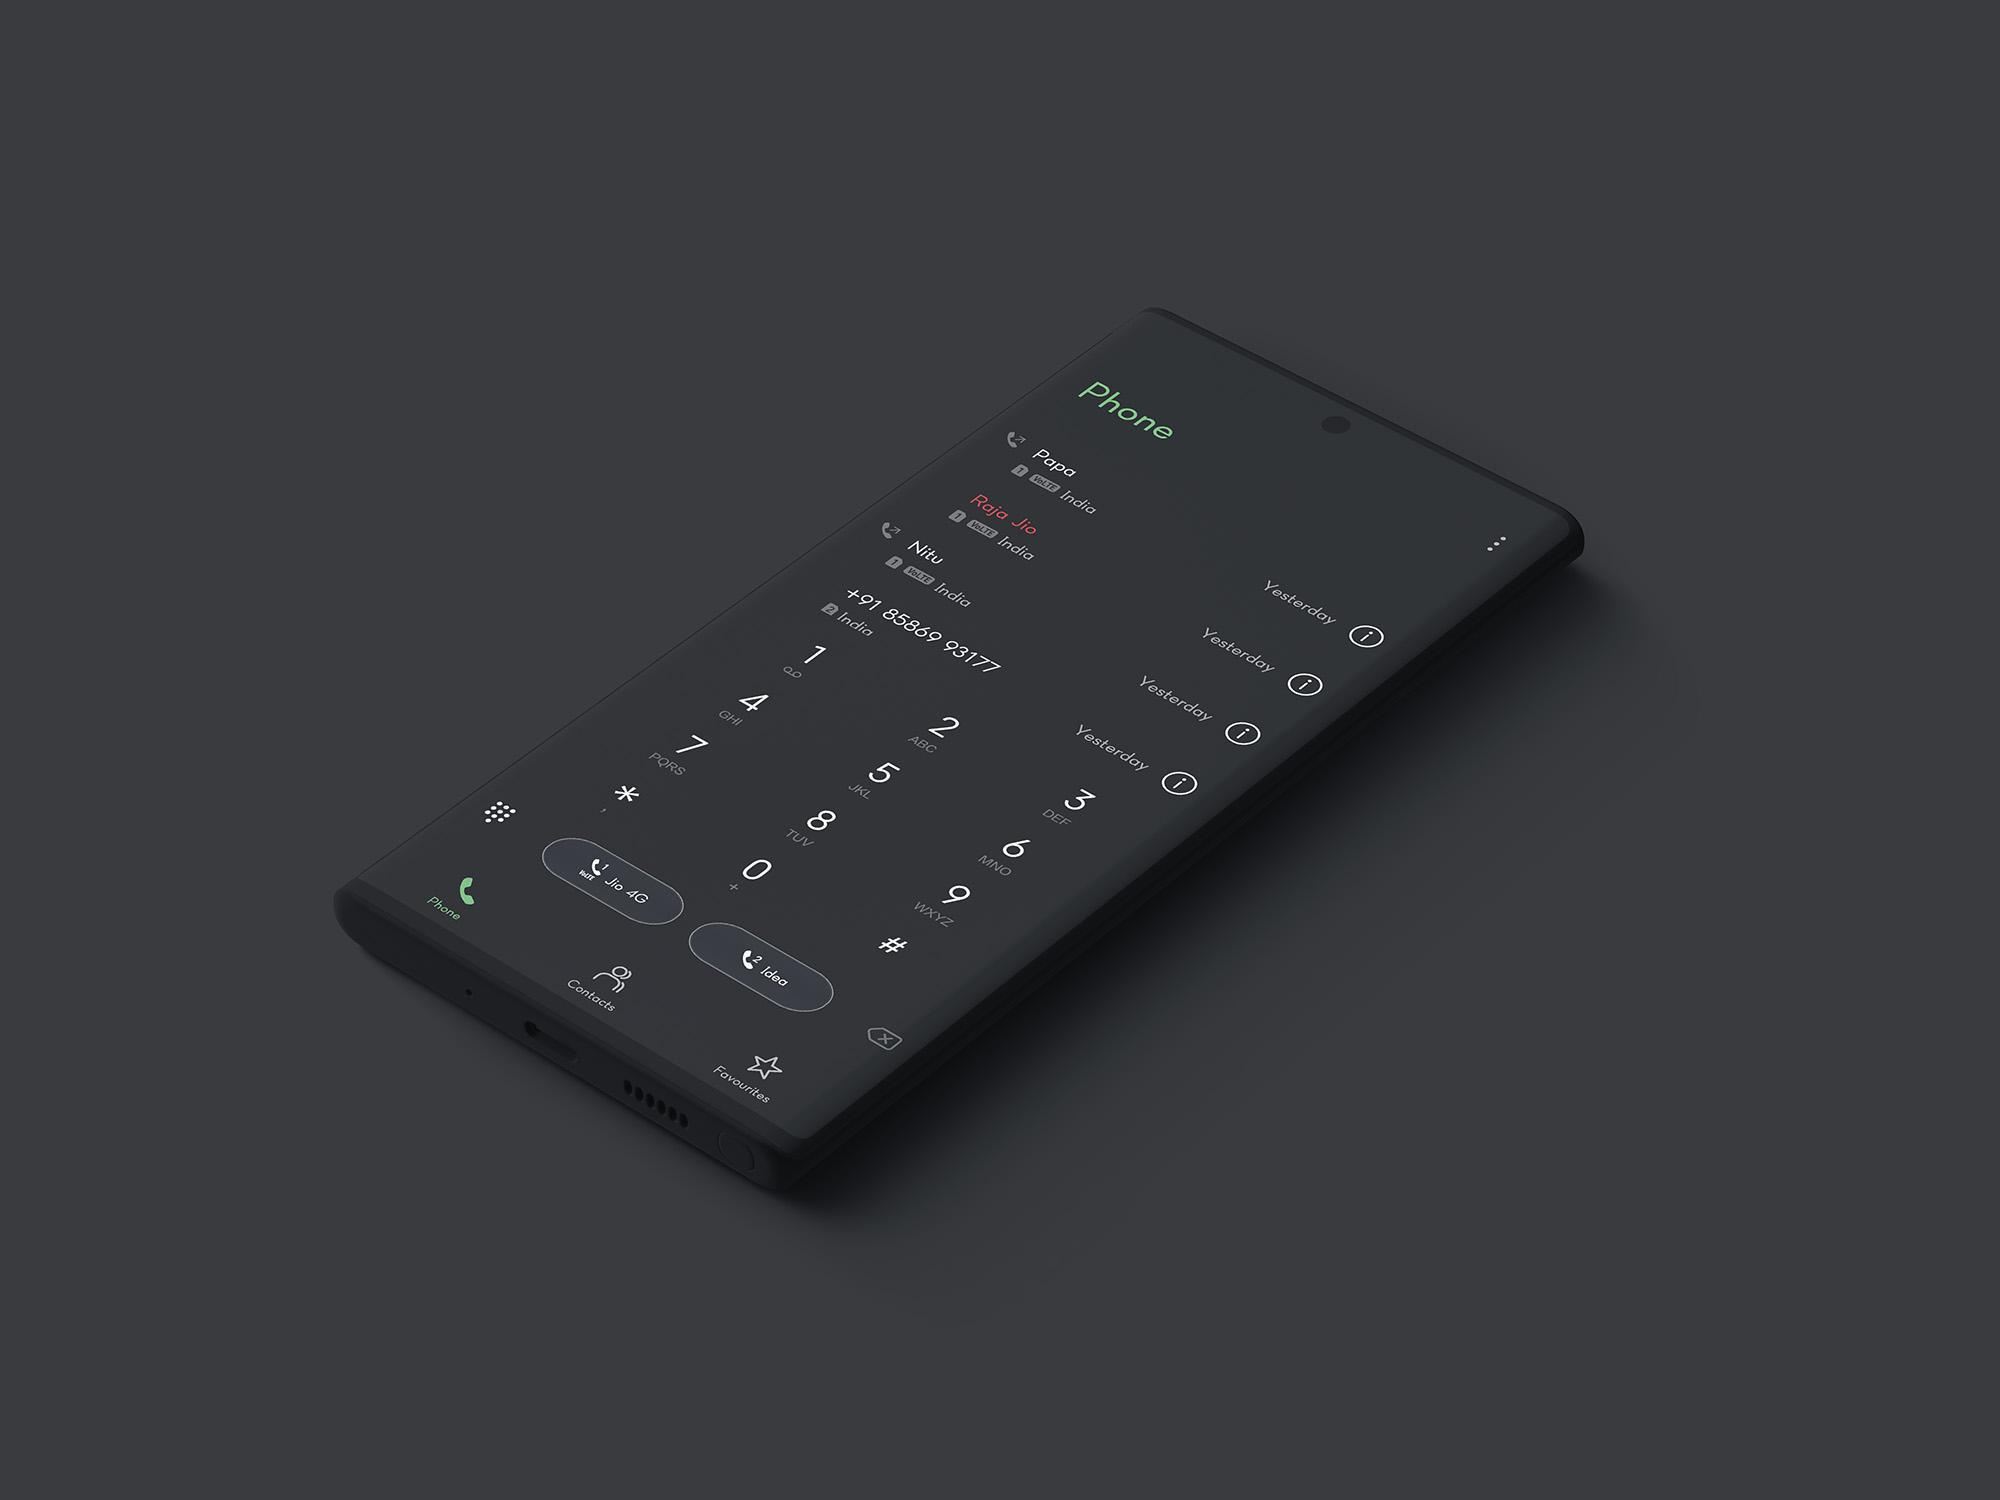 Phone
Papa
1 VoLTE India
Yesterday
Raja Jio
1 VoLTE India
Yesterday
Nitu
1 VoLTE India
Yesterday
+91 85869 93177
2 India
Yesterday
1
2
ABC
3
DEF
4
GHI
5
JKL
6
MNO
7
PQRS
8
TUV
9
WXYZ
*
,
0
+
#
VoLTE 1 Jio 4G
2 Idea
Phone
Contacts
Favourites